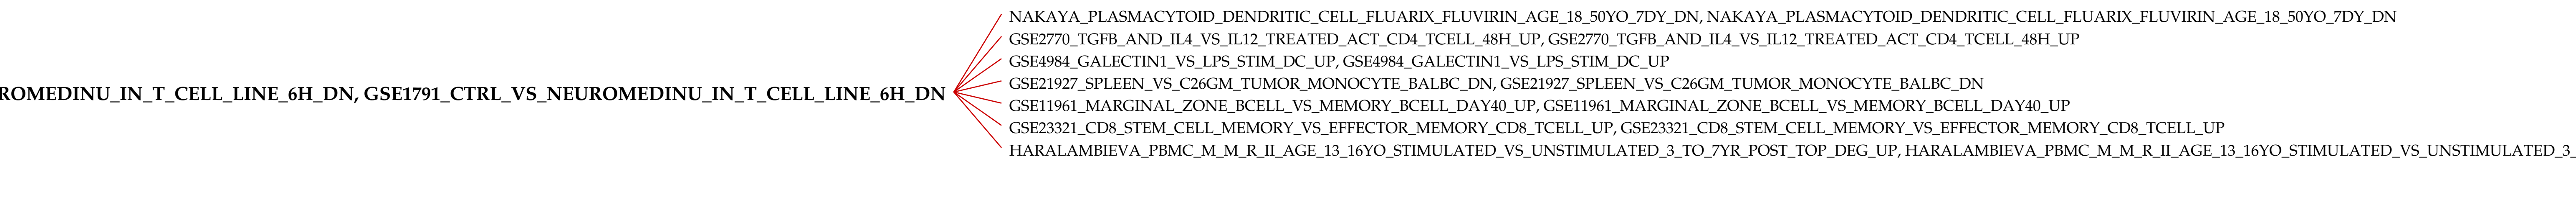 NAKAYA_PLASMACYTOID_DENDRITIC_CELL_FLUARIX_FLUVIRIN_AGE_18_50YO_7DY_DN, NAKAYA_PLASMACYTOID_DENDRITIC_CELL_FLUARIX_FLUVIRIN_AGE_18_50YO_7DY_DN
GSE2770_TGFB_AND_IL4_VS_IL12_TREATED_ACT_CD4_TCELL_48H_UP, GSE2770_TGFB_AND_IL4_VS_IL12_TREATED_ACT_CD4_TCELL_48H_UP
GSE4984_GALECTIN1_VS_LPS_STIM_DC_UP, GSE4984_GALECTIN1_VS_LPS_STIM_DC_UP
GSE21927_SPLEEN_VS_C26GM_TUMOR_MONOCYTE_BALBC_DN, GSE21927_SPLEEN_VS_C26GM_TUMOR_MONOCYTE_BALBC_DN
ROMEDINU_IN_T_CELL_LINE_6H_DN, GSE1791_CTRL_VS_NEUROMEDINU_IN_T_CELL_LINE_6H_DN
GSE11961_MARGINAL_ZONE_BCELL_VS_MEMORY_BCELL_DAY40_UP, GSE11961_MARGINAL_ZONE_BCELL_VS_MEMORY_BCELL_DAY40_UP
GSE23321_CD8_STEM_CELL_MEMORY_VS_EFFECTOR_MEMORY_CD8_TCELL_UP, GSE23321_CD8_STEM_CELL_MEMORY_VS_EFFECTOR_MEMORY_CD8_TCELL_UP
HARALAMBIEVA_PBMC_M_M_R_II_AGE_13_16YO_STIMULATED_VS_UNSTIMULATED_3_TO_7YR_POST_TOP_DEG_UP, HARALAMBIEVA_PBMC_M_M_R_II_AGE_13_16YO_STIMULATED_VS_UNSTIMULATED_3_